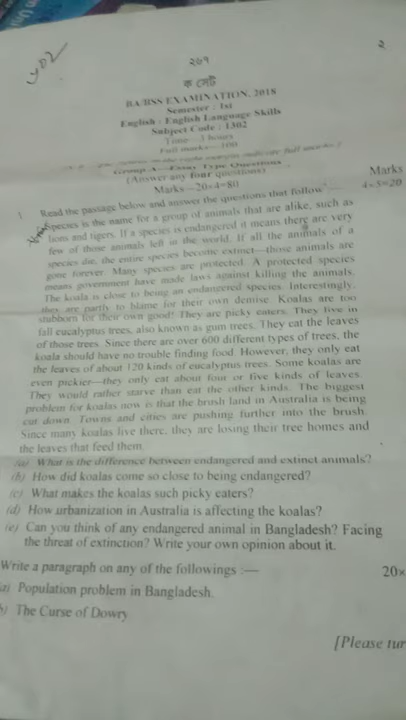 ২
২৬৭
ক সেট
BA/BSS EXAMINATION, 2018
Semester : 1st
English : English Language Skills
Subject Code : 1302
Time—3 hours
Full marks—100
Group A—Essay Type Questions
(Answer any four questions)
Marks—20×4=80
Marks
1. Read the passage below and answer the questions that follow :— 4×5=20
Species is the name for a group of animals that are alike, such as
lions and tigers. If a species is endangered it means there are very
few of those animals left in the world. If all the animals of a
species die, the entire species become extinct—those animals are
gone forever. Many species are protected. A protected species
means government have made laws against killing the animals.
The koala is close to being an endangered species. Interestingly,
they are partly to blame for their own demise. Koalas are too
stubborn for their own good! They are picky eaters. They live in
fall eucalyptus trees, also known as gum trees. They eat the leaves
of those trees. Since there are over 600 different types of trees, the
koala should have no trouble finding food. However, they only eat
the leaves of about 120 kinds of eucalyptus trees. Some koalas are
even pickier—they only eat about four or five kinds of leaves.
They would rather starve than eat the other kinds. The biggest
problem for koalas now is that the brush land in Australia is being
cut down. Towns and cities are pushing further into the brush.
Since many koalas live there, they are losing their tree homes and
the leaves that feed them.
(a) What is the difference between endangered and extinct animals?
(b) How did koalas come so close to being endangered?
(c) What makes the koalas such picky eaters?
(d) How urbanization in Australia is affecting the koalas?
(e) Can you think of any endangered animal in Bangladesh? Facing
the threat of extinction? Write your own opinion about it.
Write a paragraph on any of the followings :— 20×
a) Population problem in Bangladesh.
b) The Curse of Dowry
[Please tur